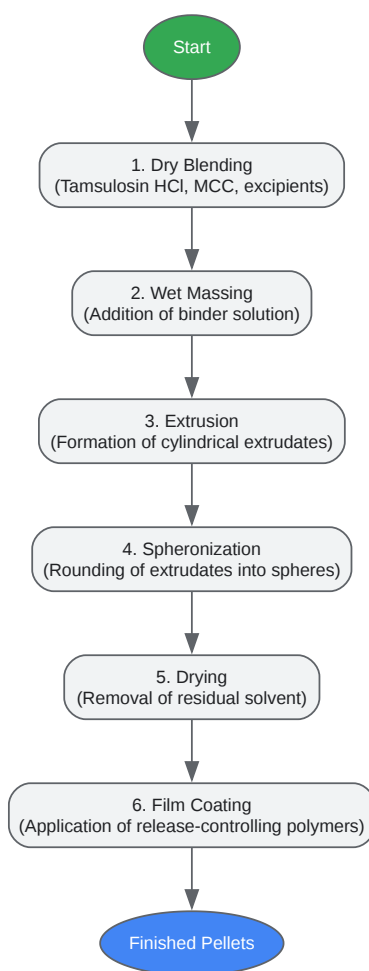 Start
1. Dry Blending
(Tamsulosin HCl, MCC, excipients)
2. Wet Massing
(Addition of binder solution)
3. Extrusion
(Formation of cylindrical extrudates)
4. Spheronization
(Rounding of extrudates into spheres)
5. Drying
(Removal of residual solvent)
6. Film Coating
(Application of release-controlling polymers)
Finished Pellets